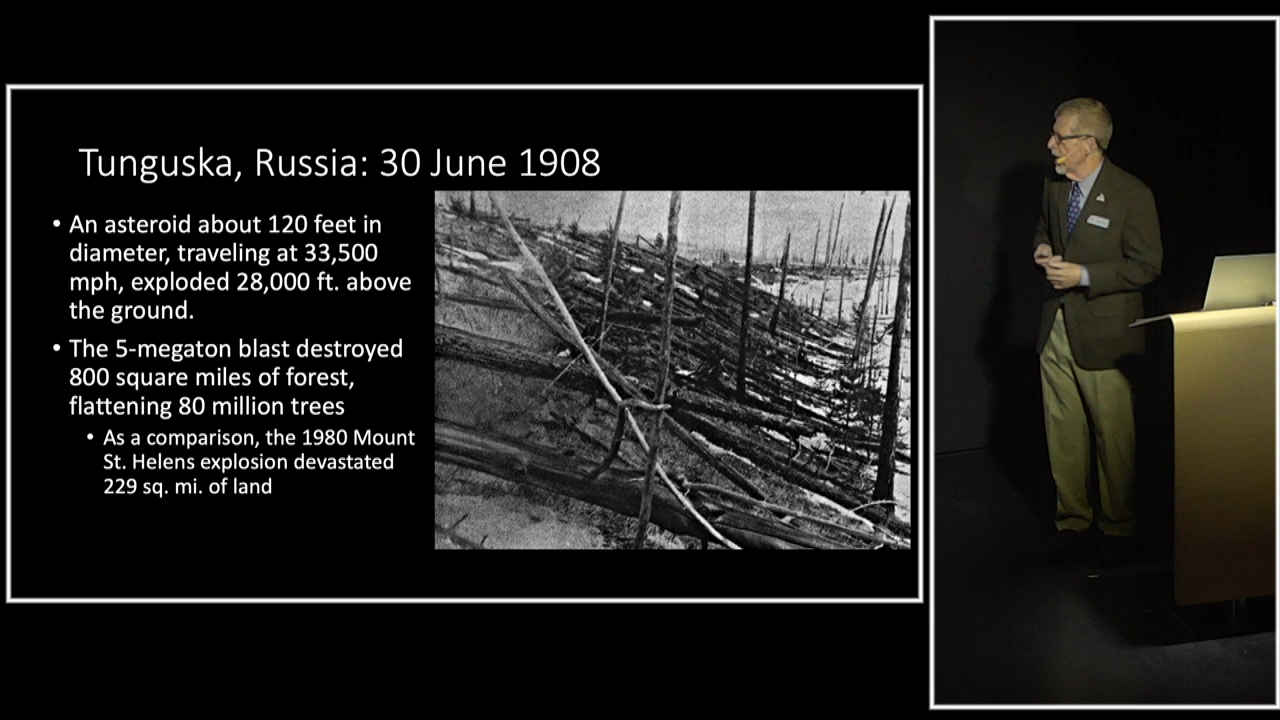 Tunguska, Russia: 30 June 1908
• An asteroid about 120 feet in
diameter, traveling at 33,500
mph, exploded 28,000 ft. above
the ground.
• The 5-megaton blast destroyed
800 square miles of forest,
flattening 80 million trees
• As a comparison, the 1980 Mount
St. Helens explosion devastated
229 sq. mi. of land